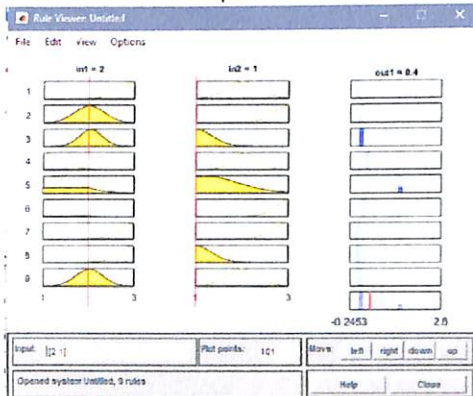 Rule Viewer: Untitled
File Edit View Options
in1 = 2
in2 = 1
out1 = 0.4
1
2
3
4
5
6
7
8
9
1 3
1 3
-0.2453 2.8
Input: [2 1]
Plot points: 101
Move: left right down up
Opened system Untitled, 9 rules
Help Close